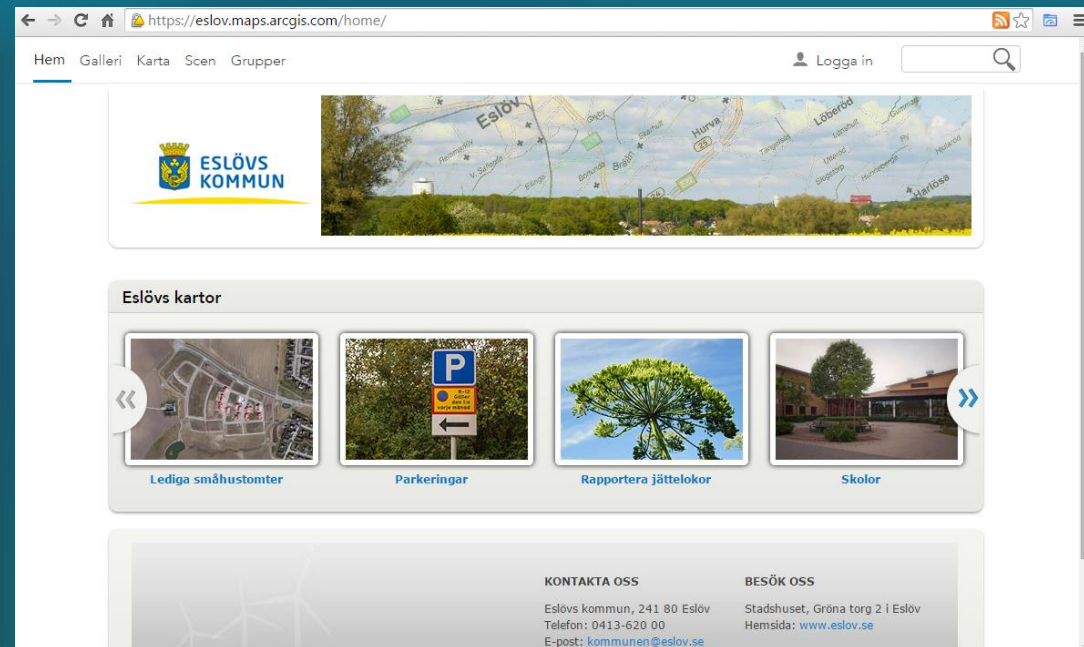 https://eslov.maps.arcgis.com/home/
Hem Galleri Karta Scen Grupper Logga in
ESLÖVS
KOMMUN
Eslöv
Hurva
Löberöd
Harlösa
Eslövs kartor
P
Lediga småhustomter Parkeringar Rapportera jättelokor Skolor
KONTAKTA OSS
Eslövs kommun, 241 80 Eslöv
Telefon: 0413-620 00
E-post: kommunen@eslov.se
BESÖK OSS
Stadshuset, Gröna torg 2 i Eslöv
Hemsida: www.eslov.se